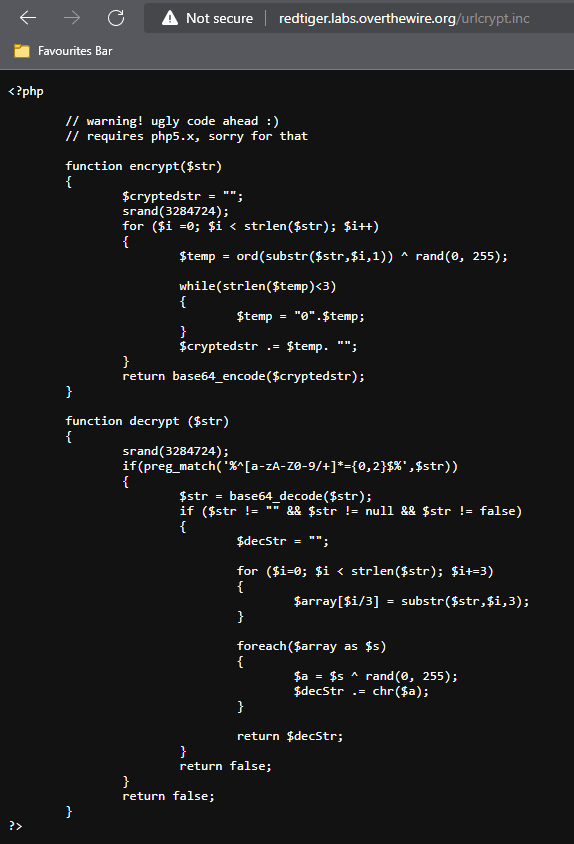 Not secure | redtiger.labs.overthewire.org/urlcrypt.inc
Favourites Bar
<?php
// warning! ugly code ahead :)
// requires php5.x, sorry for that
function encrypt($str)
{
$cryptedstr = "";
srand(3284724);
for ($i =0; $i < strlen($str); $i++)
{
$temp = ord(substr($str,$i,1)) ^ rand(0, 255);
while(strlen($temp)<3)
{
$temp = "0".$temp;
}
$cryptedstr .= $temp. "";
}
return base64_encode($cryptedstr);
}
function decrypt ($str)
{
srand(3284724);
if(preg_match('%^[a-zA-Z0-9/+]*={0,2}$%',$str))
{
$str = base64_decode($str);
if ($str != "" && $str != null && $str != false)
{
$decStr = "";
for ($i=0; $i < strlen($str); $i+=3)
{
$array[$i/3] = substr($str,$i,3);
}
foreach($array as $s)
{
$a = $s ^ rand(0, 255);
$decStr .= chr($a);
}
return $decStr;
}
return false;
}
return false;
}
?>